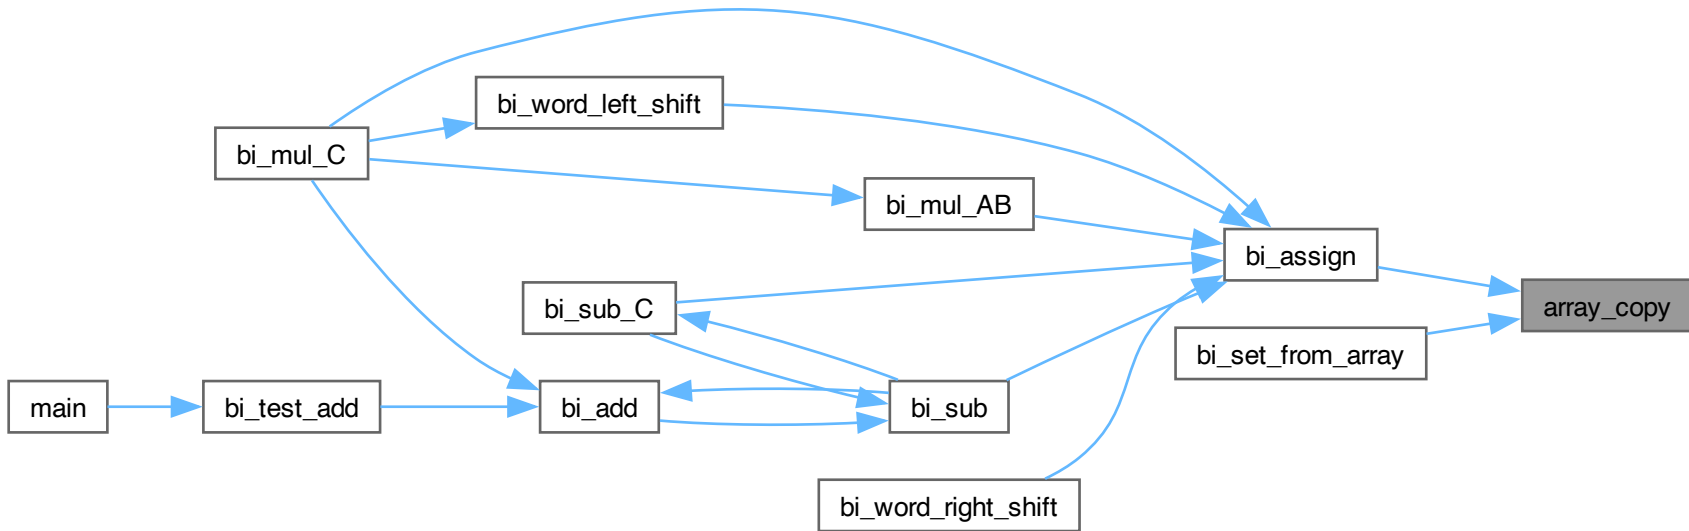 bi_word_left_shift
bi_mul_C
bi_mul_AB
bi_assign
bi_sub_C
array_copy
bi_set_from_array
main
bi_test_add
bi_add
bi_sub
bi_word_right_shift